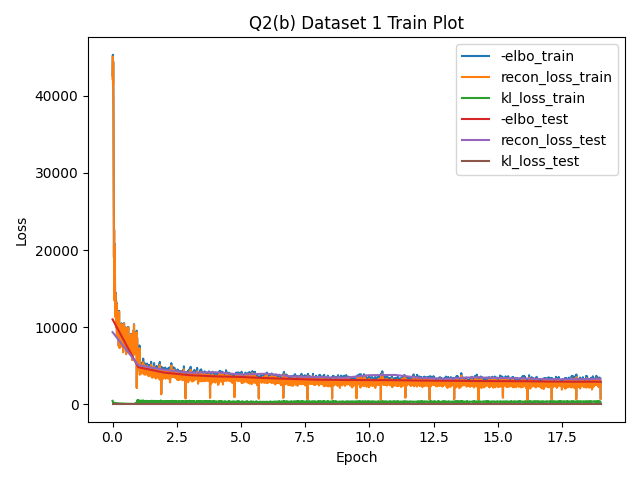 Q2(b) Dataset 1 Train Plot
-elbo_train
recon_loss_train
kl_loss_train
-elbo_test
recon_loss_test
kl_loss_test
40000
30000
20000
10000
0
Loss
0.0 2.5 5.0 7.5 10.0 12.5 15.0 17.5
Epoch